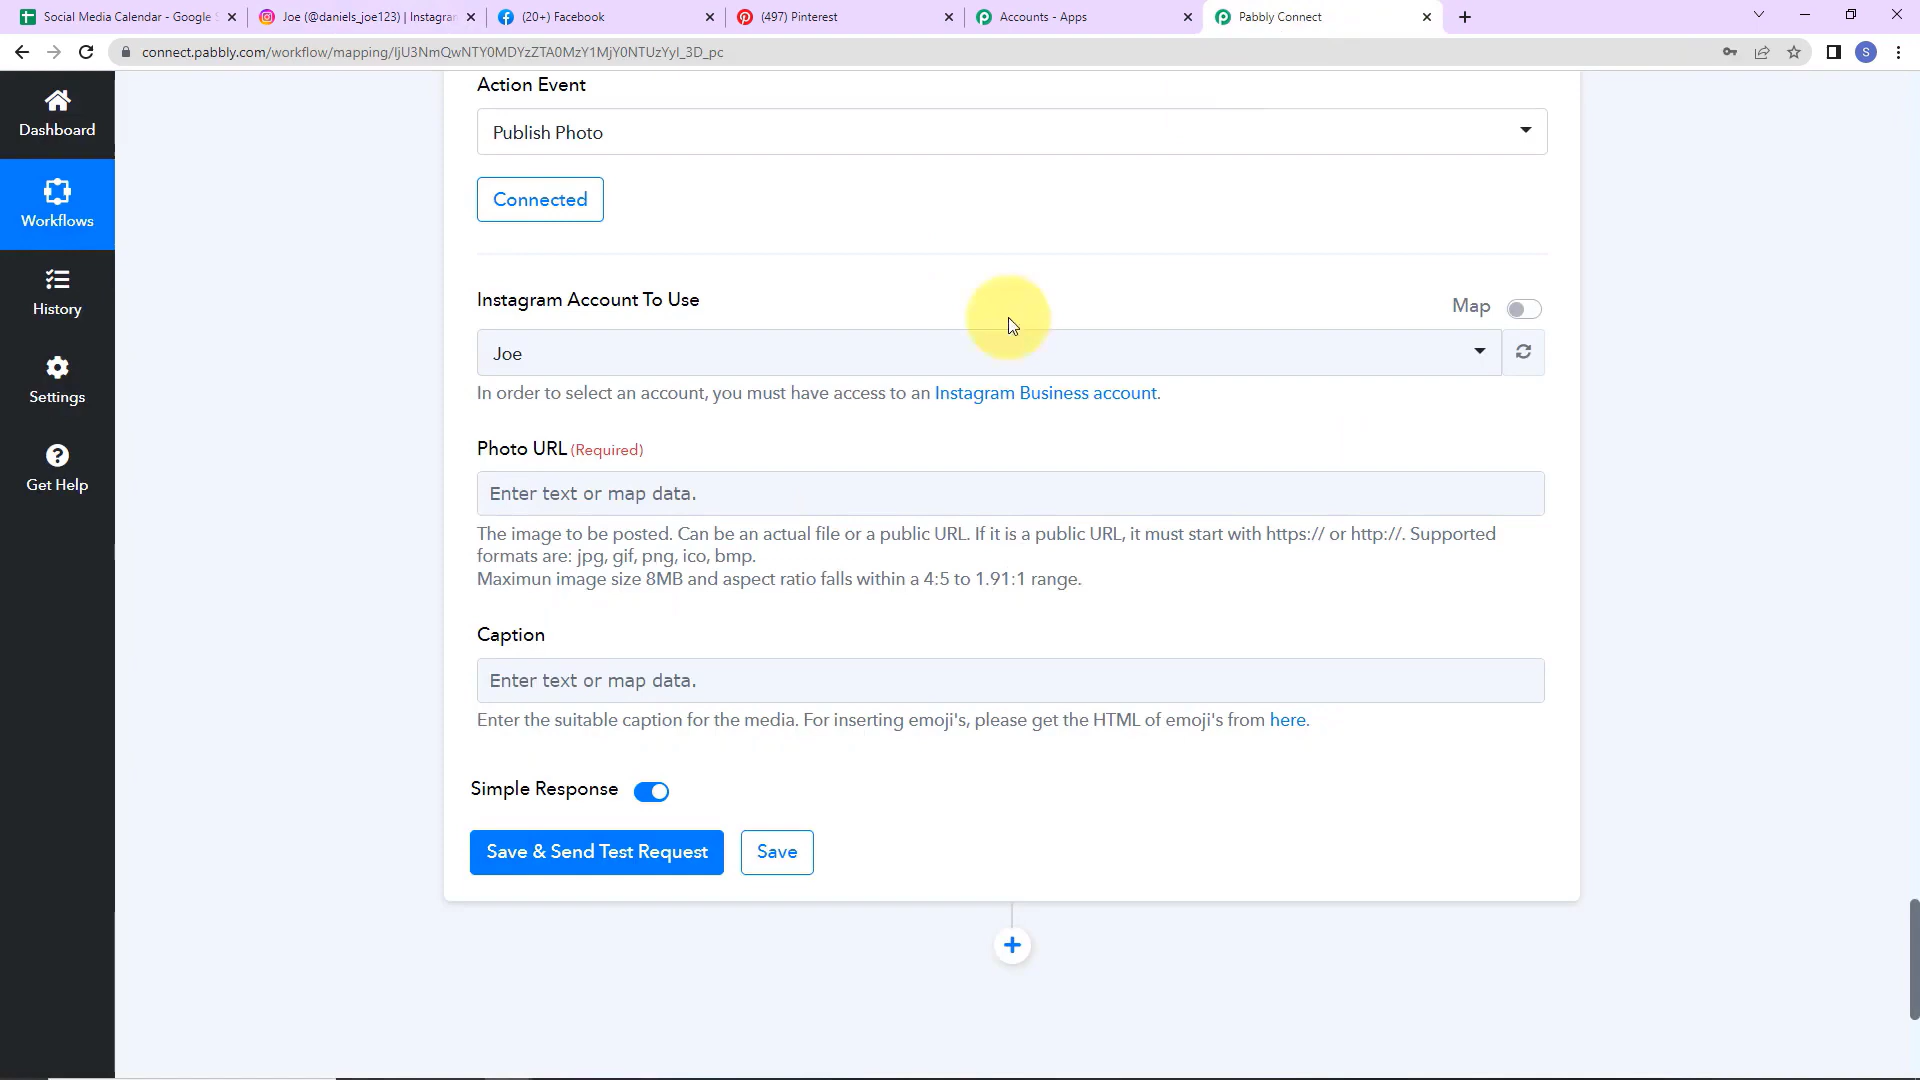 Social Media Calendar - Google S
Joe (@daniels_joe123) | Instagram
(20+) Facebook
(497) Pinterest
Accounts - Apps
Pabbly Connect
connect.pabbly.com/workflow/mapping/IjU3NmQwNTY0MDYzZTA0MzY1MjY0NTUzYyI_3D_pc
S
Dashboard
Workflows
History
Settings
Get Help
Action Event
Publish Photo
Connected
Instagram Account To Use
Map
Joe
In order to select an account, you must have access to an Instagram Business account.
Photo URL (Required)
Enter text or map data.
The image to be posted. Can be an actual file or a public URL. If it is a public URL, it must start with https:// or http://. Supported
formats are: jpg, gif, png, ico, bmp.
Maximun image size 8MB and aspect ratio falls within a 4:5 to 1.91:1 range.
Caption
Enter text or map data.
Enter the suitable caption for the media. For inserting emoji's, please get the HTML of emoji's from here.
Simple Response
Save & Send Test Request
Save